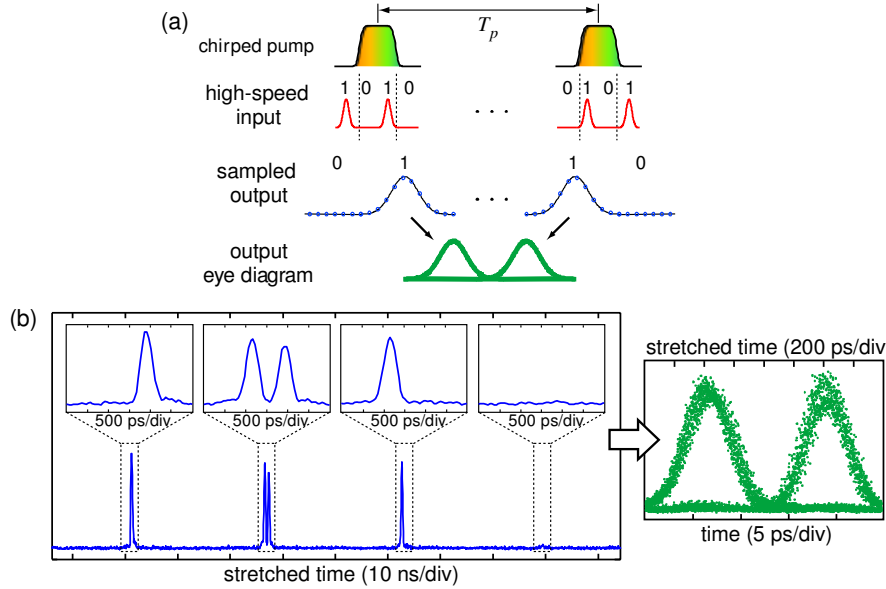 (a)
T_p
chirped pump
1 0 1 0 0 1 0 1
high-speed
input
. . .
sampled
output
0 1 1 0
. . .
output
eye diagram
(b)
500 ps/div. 500 ps/div. 500 ps/div. 500 ps/div.
stretched time (10 ns/div)
stretched time (200 ps/div
time (5 ps/div)